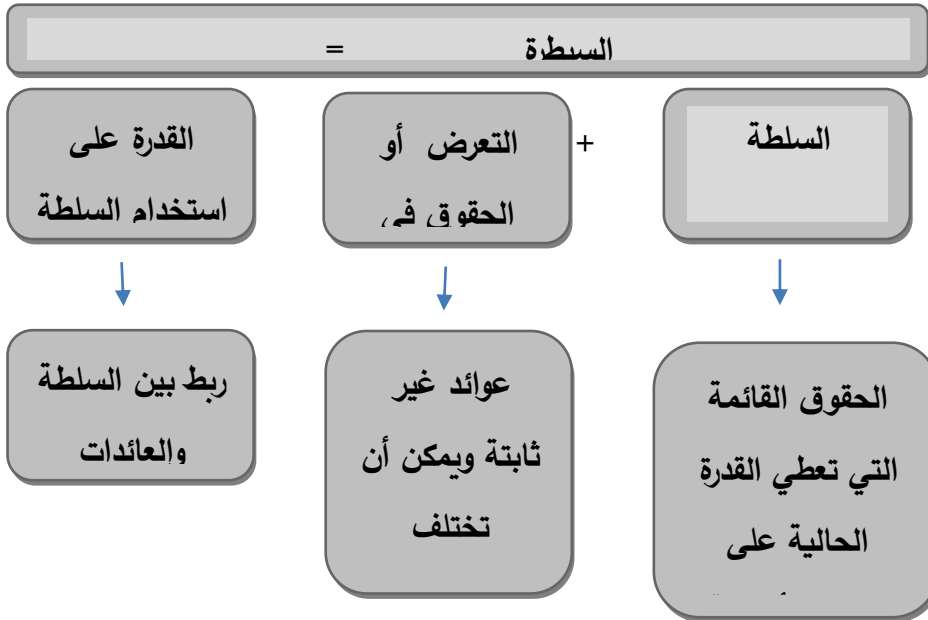 السيطرة =
السلطة
+
التعرض أو
الحقوق في
القدرة على
استخدام السلطة
الحقوق القائمة
التي تعطي القدرة
الحالية على
عوائد غير
ثابتة ويمكن أن
تختلف
ربط بين السلطة
والعائدات